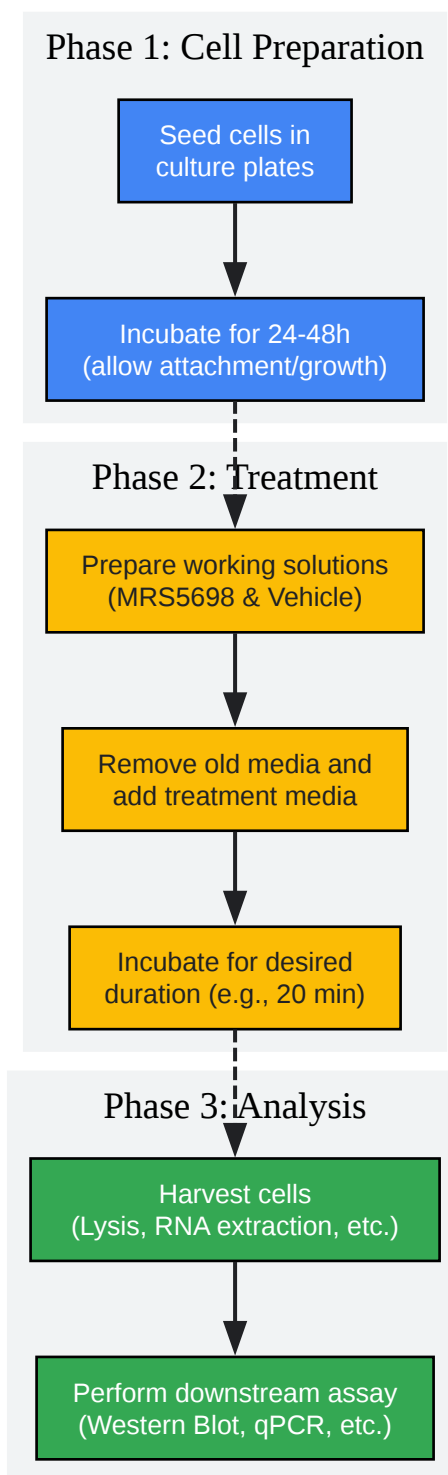 Phase 1: Cell Preparation
Seed cells in
culture plates
Incubate for 24-48h
(allow attachment/growth)
Phase 2: Treatment
Prepare working solutions
(MRS5698 & Vehicle)
Remove old media and
add treatment media
Incubate for desired
duration (e.g., 20 min)
Phase 3: Analysis
Harvest cells
(Lysis, RNA extraction, etc.)
Perform downstream assay
(Western Blot, qPCR, etc.)